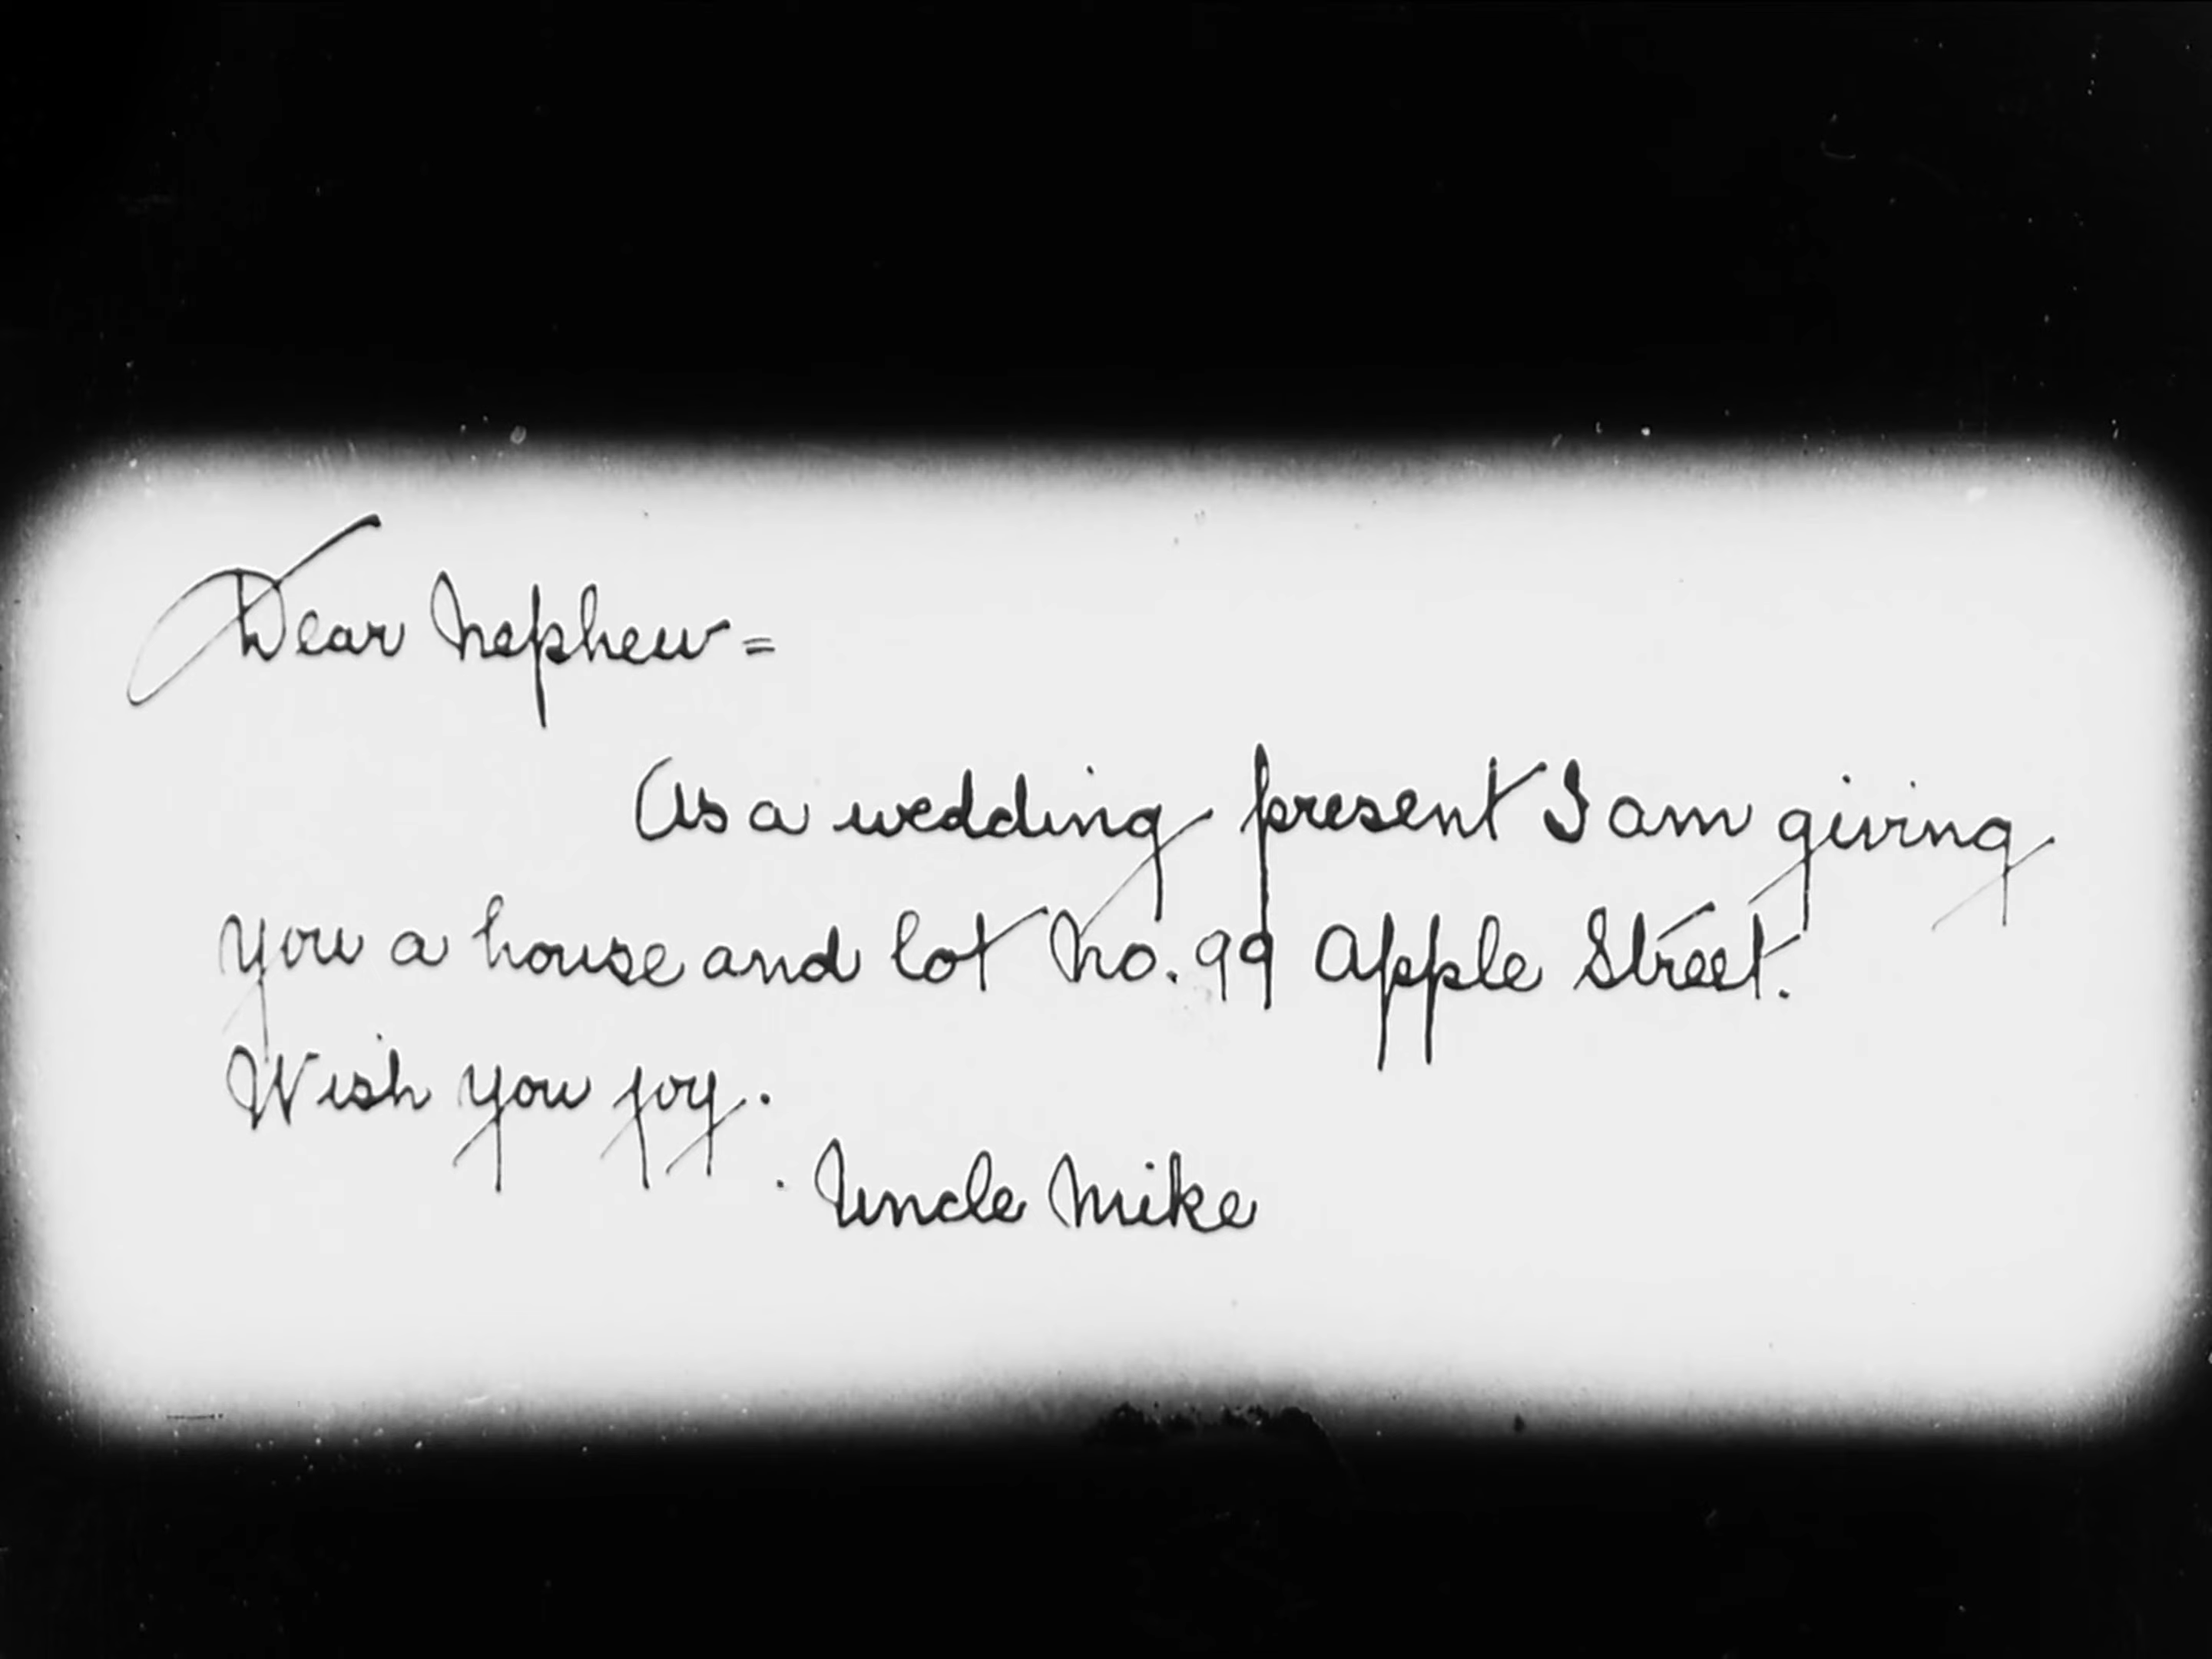 Dear Nephew=
As a wedding present I am giving
you a house and lot No. 99 Apple Street.
Wish you joy.
Uncle Mike